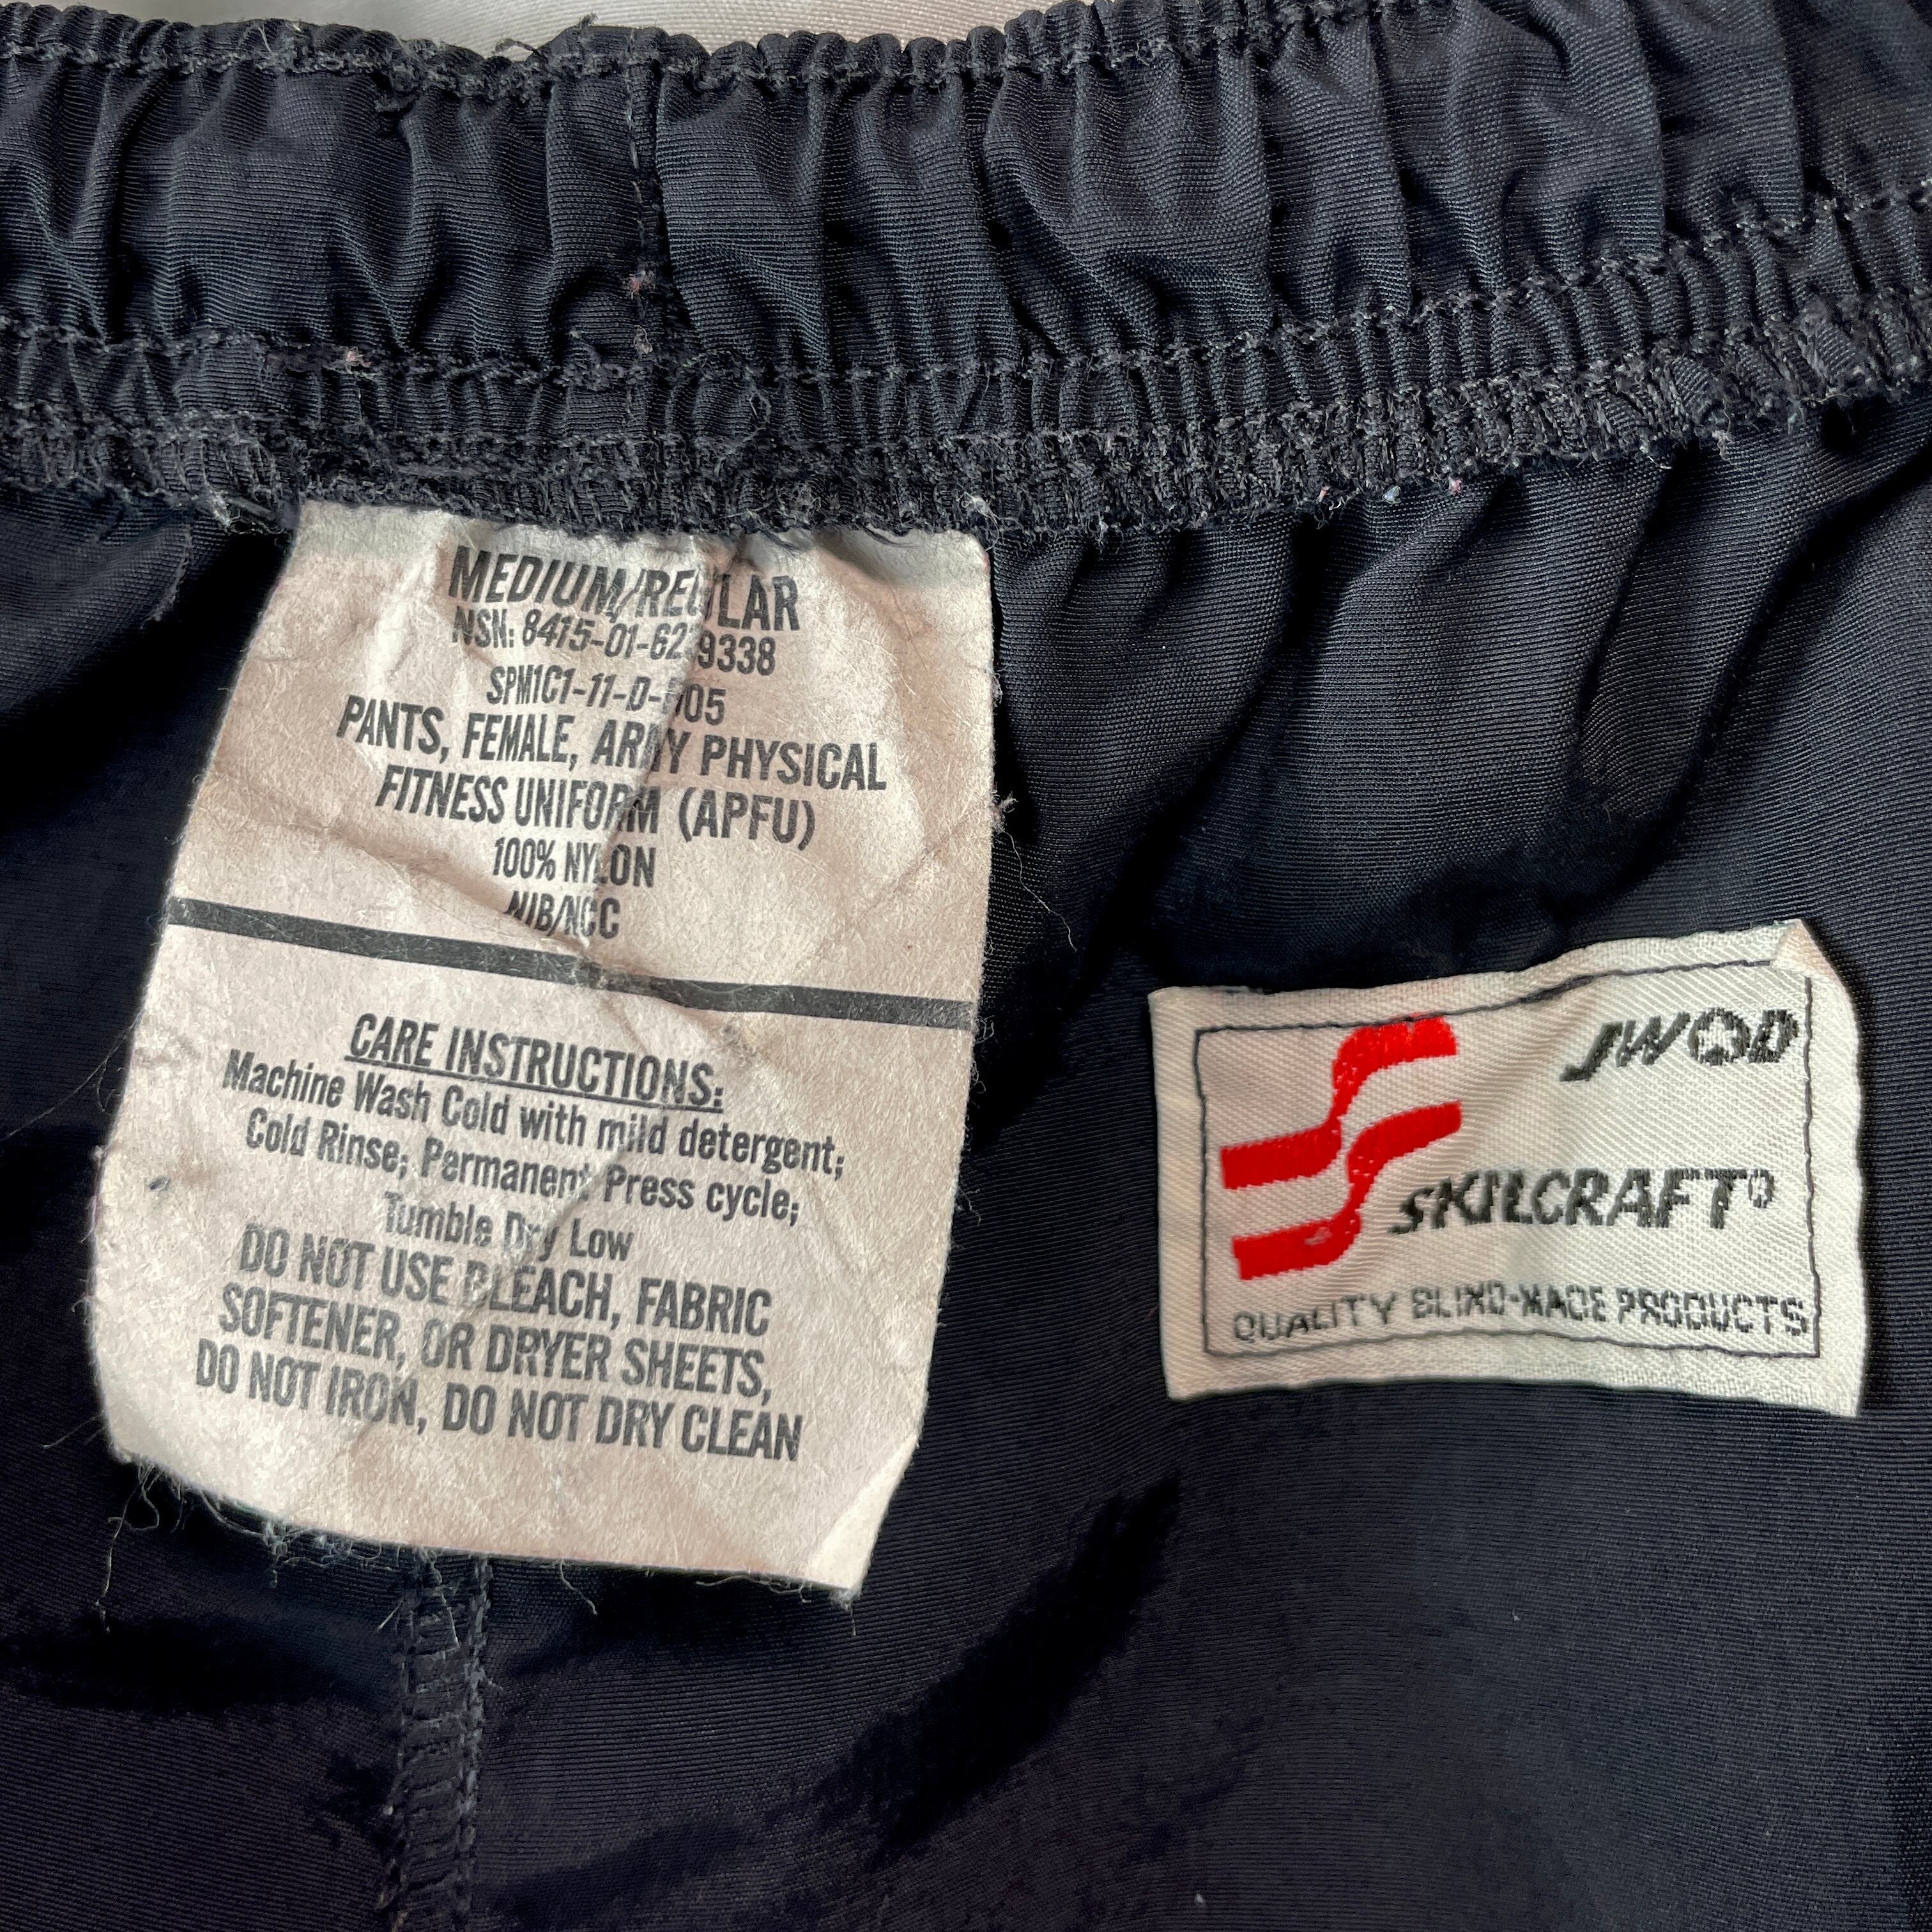 MEDIUM/REGULAR
NSN: 8415-01-62 9338
SPM1C1-11-D- 05
PANTS, FEMALE, ARMY PHYSICAL
FITNESS UNIFORM (APFU)
100% NYLON
NIB/NCC
CARE INSTRUCTIONS:
Machine Wash Cold with mild detergent;
Cold Rinse; Permanent Press cycle;
Tumble Dry Low
DO NOT USE BLEACH, FABRIC
SOFTENER, OR DRYER SHEETS,
DO NOT IRON, DO NOT DRY CLEAN
JWOD
SKILCRAFT®
QUALITY BLIND-MADE PRODUCTS